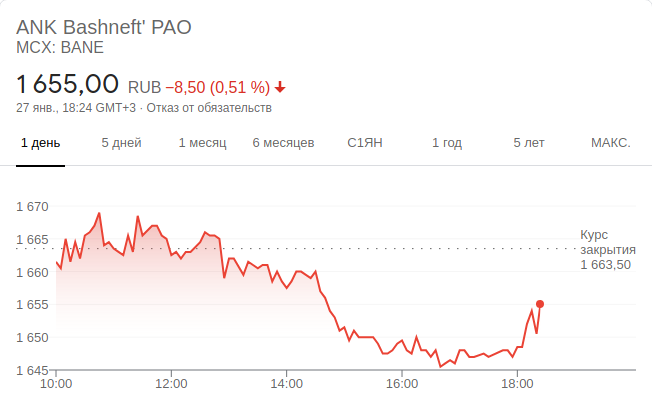 ANK Bashneft' PAO
MCX: BANE
1 655,00 RUB −8,50 (0,51 %)
27 янв., 18:24 GMT+3 · Отказ от обязательств
1 день 5 дней 1 месяц 6 месяцев С1ЯН 1 год 5 лет МАКС.
1 670
1 665
Курс
закрытия
1 663,50
1 660
1 655
1 650
1 645
10:00 12:00 14:00 16:00 18:00